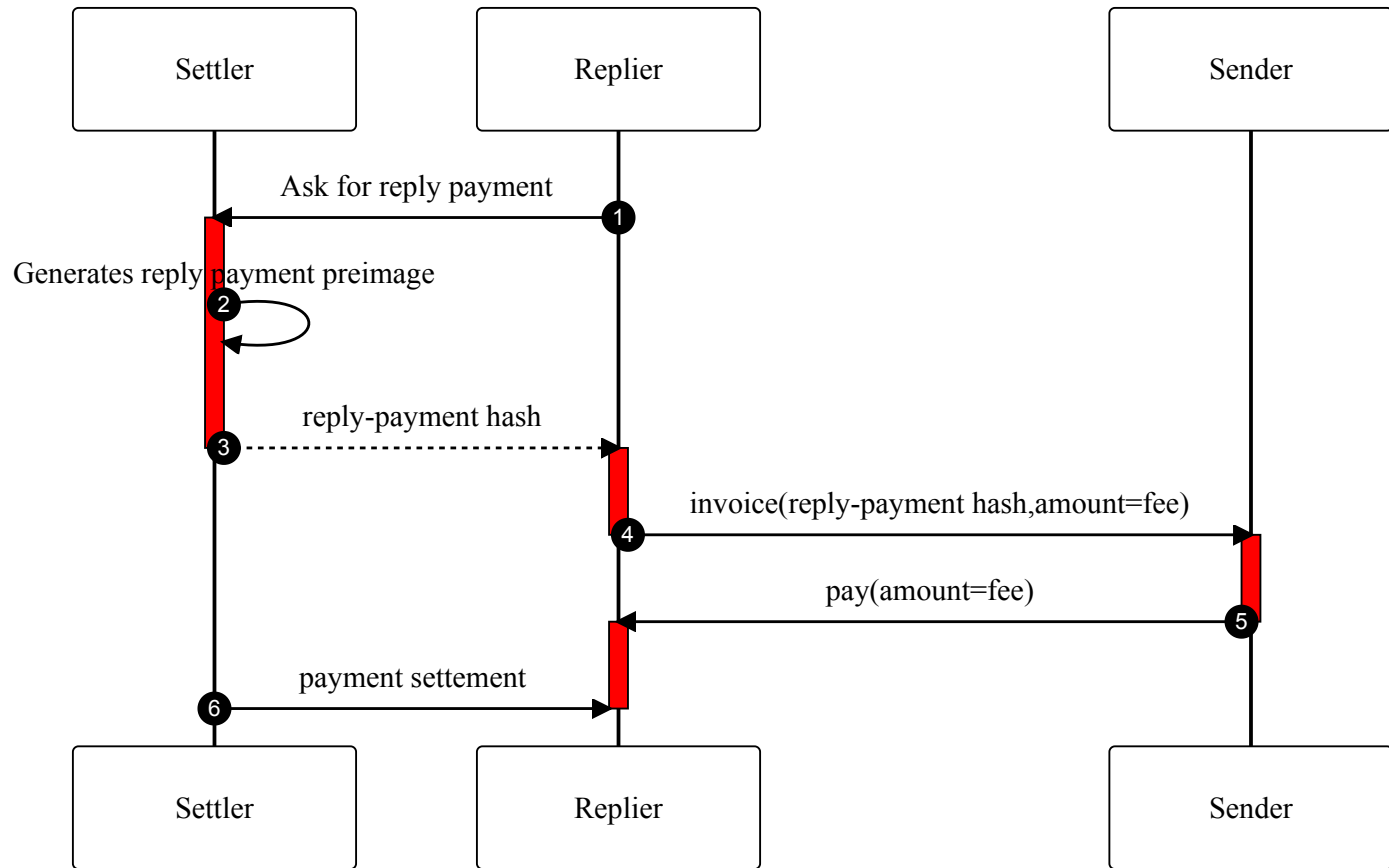 Settler
Replier
Sender
Ask for reply payment
1
Generates reply payment preimage
2
reply-payment hash
3
invoice(reply-payment hash,amount=fee)
4
pay(amount=fee)
5
payment settement
6
Settler
Replier
Sender